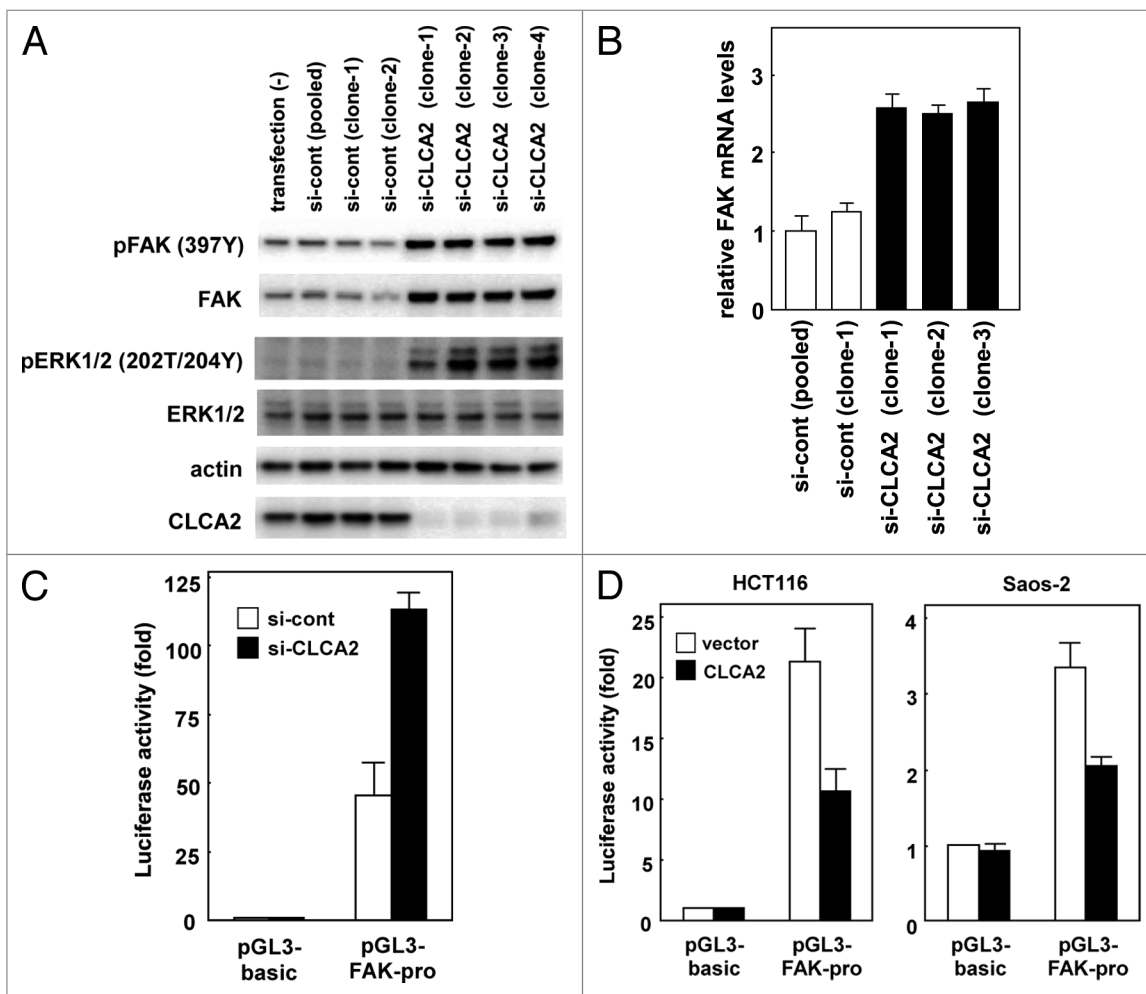 A
transfection (-)
si-cont (pooled)
si-cont (clone-1)
si-cont (clone-2)
si-CLCA2 (clone-1)
si-CLCA2 (clone-2)
si-CLCA2 (clone-3)
si-CLCA2 (clone-4)
pFAK (397Y)
FAK
pERK1/2 (202T/204Y)
ERK1/2
actin
CLCA2
B
relative FAK mRNA levels
3
2
1
0
si-cont (pooled)
si-cont (clone-1)
si-CLCA2 (clone-1)
si-CLCA2 (clone-2)
si-CLCA2 (clone-3)
C
Luciferase activity (fold)
125
100
75
50
25
0
si-cont
si-CLCA2
pGL3-
basic
pGL3-
FAK-pro
D
HCT116
Luciferase activity (fold)
25
20
15
10
5
0
vector
CLCA2
pGL3-
basic
pGL3-
FAK-pro
Saos-2
4
3
2
1
0
pGL3-
basic
pGL3-
FAK-pro